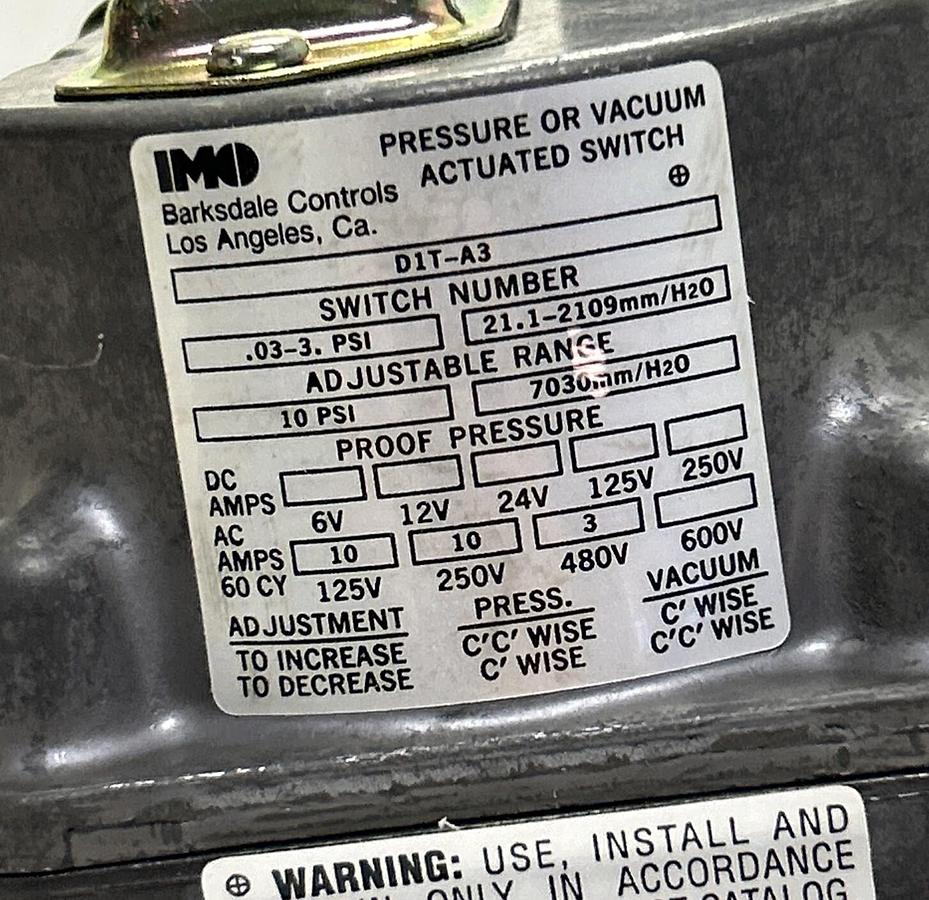 IMO
PRESSURE OR VACUUM
ACTUATED SWITCH
Barksdale Controls
Los Angeles, Ca.
D1T-A3
SWITCH NUMBER
.03-3. PSI 21.1-2109mm/H2O
ADJUSTABLE RANGE
10 PSI 7030mm/H2O
PROOF PRESSURE
DC
AMPS
6V 12V 24V 125V 250V
AC
AMPS 10 10 3
60 CY 125V 250V 480V 600V
ADJUSTMENT PRESS. VACUUM
TO INCREASE C'C' WISE C' WISE
TO DECREASE C' WISE C'C' WISE
WARNING: USE, INSTALL AND
ONLY IN ACCORDANCE
CATALOG